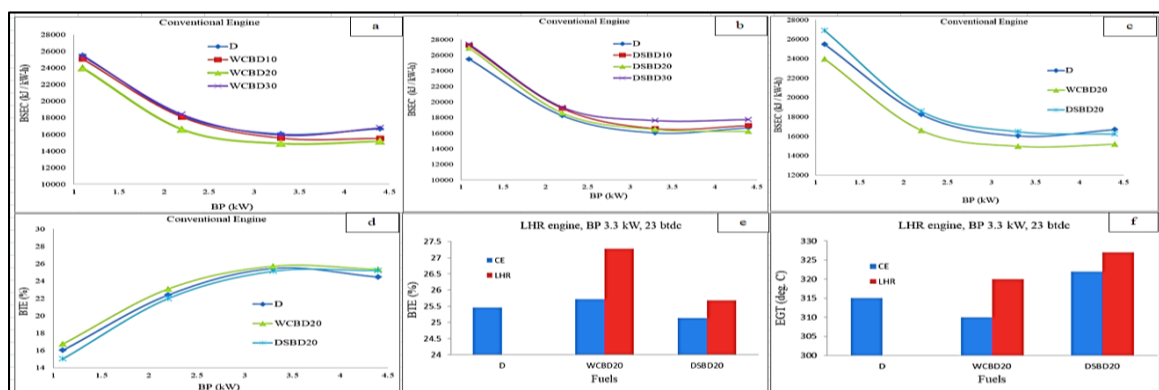 Conventional Engine
a
BSEC (kJ / kW-h)
28000
26000
24000
22000
20000
18000
16000
14000
12000
10000
D
WCBD10
WCBD20
WCBD30
1 1.5 2 2.5 3 3.5 4 4.5
BP (kW)
Conventional Engine
b
BSEC (kJ / kW-h)
28000
26000
24000
22000
20000
18000
16000
14000
12000
10000
D
DSBD10
DSBD20
DSBD30
1 1.5 2 2.5 3 3.5 4 4.5
BP (kW)
Conventional Engine
c
BSEC (kJ / kW-h)
28000
26000
24000
22000
20000
18000
16000
14000
12000
D
WCBD20
DSBD20
1 1.5 2 2.5 3 3.5 4 4.5
BP (kW)
Conventional Engine
d
BTE (%)
30
28
26
24
22
20
18
16
14
D
WCBD20
DSBD20
1 1.5 2 2.5 3 3.5 4 4.5
BP (kW)
LHR engine, BP 3.3 kW, 23 btdc
e
BTE (%)
27.5
27
26.5
26
25.5
25
24.5
24
CE
LHR
D WCBD20 DSBD20
Fuels
LHR engine, BP 3.3 kW, 23 btdc
f
EGT (deg. C)
330
325
320
315
310
305
300
CE
LHR
D WCBD20 DSBD20
Fuels